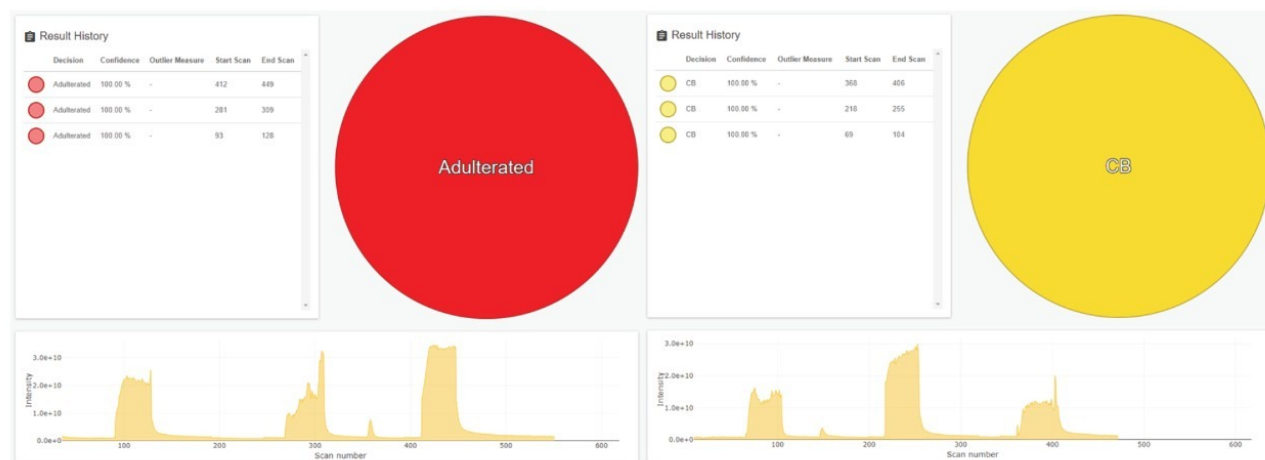 Result History
Decision Confidence Outlier Measure Start Scan End Scan
Adulterated 100.00 % - 412 449
Adulterated 100.00 % - 281 309
Adulterated 100.00 % - 93 128
Adulterated
Intensity
3.0e+10
2.0e+10
1.0e+10
0.0e+0
100 200 300 400 500 600
Scan number
Result History
Decision Confidence Outlier Measure Start Scan End Scan
CB 100.00 % - 368 406
CB 100.00 % - 218 255
CB 100.00 % - 69 104
CB
Intensity
3.0e+10
2.0e+10
1.0e+10
0.0e+0
100 200 300 400 500 600
Scan number